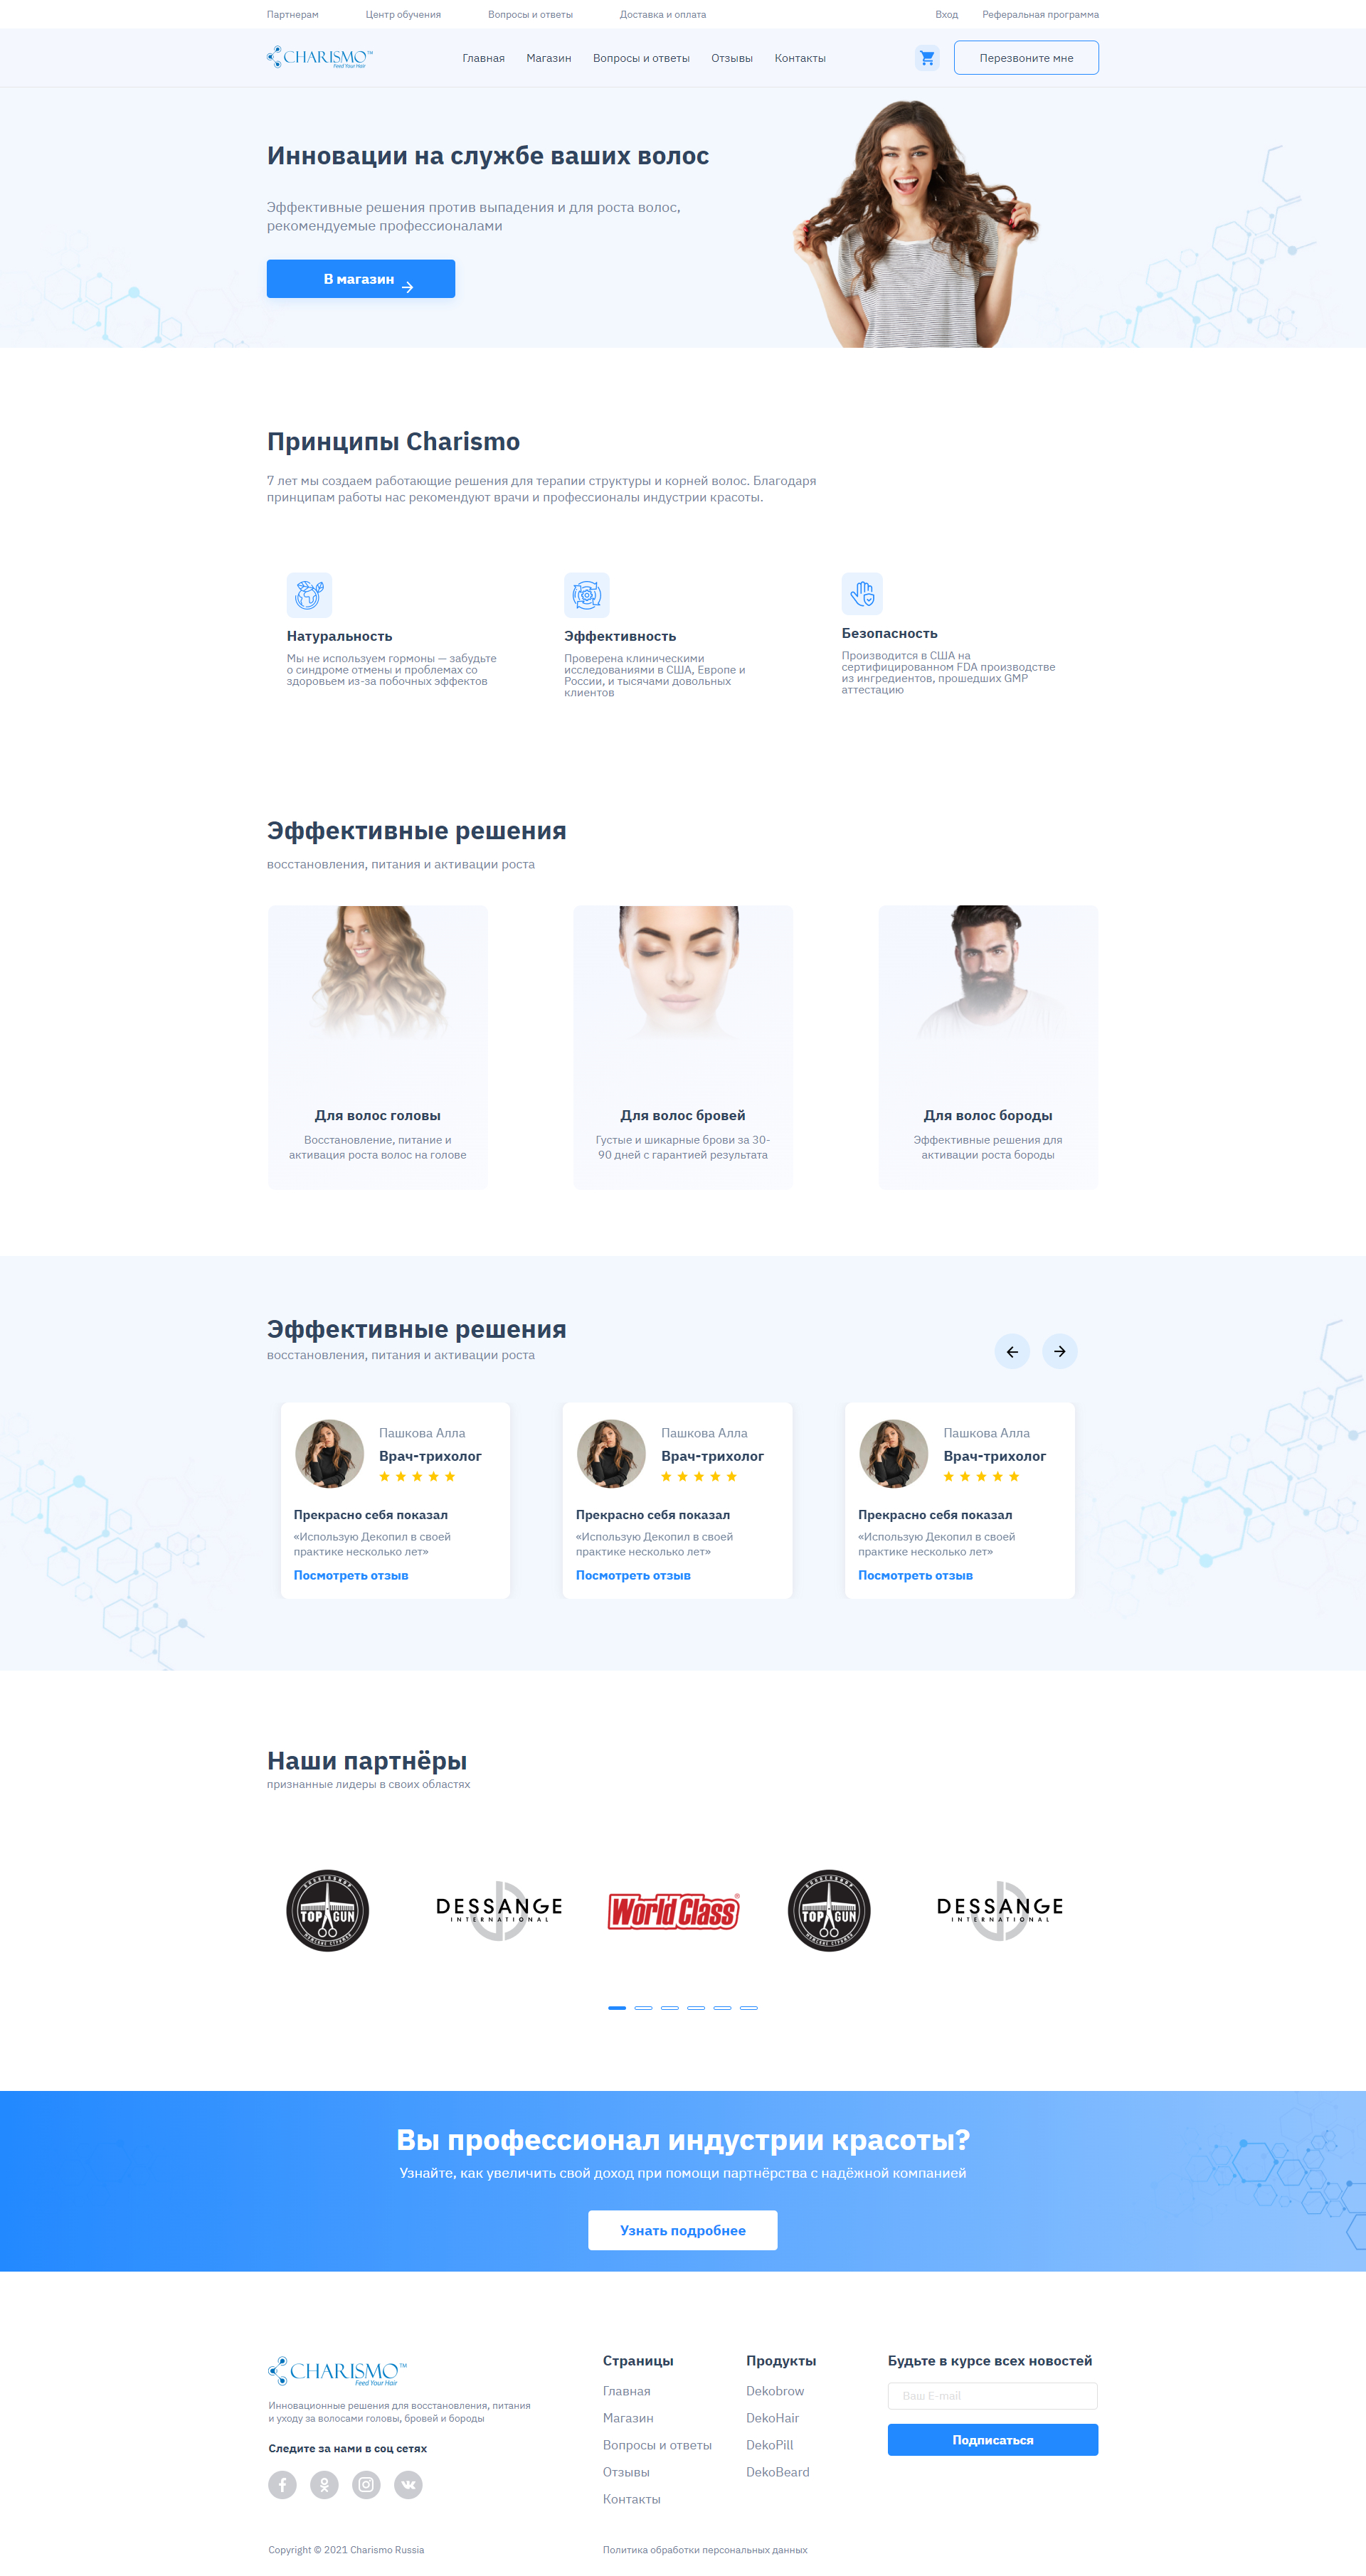 Партнерам Центр обучения Вопросы и ответы Доставка и оплата Вход Реферальная программа
CHARISMO™
Feed Your Hair
Главная Магазин Вопросы и ответы Отзывы Контакты
Перезвоните мне
Инновации на службе ваших волос
Эффективные решения против выпадения и для роста волос,
рекомендуемые профессионалами
В магазин
Принципы Charismo
7 лет мы создаем работающие решения для терапии структуры и корней волос. Благодаря
принципам работы нас рекомендуют врачи и профессионалы индустрии красоты.
Натуральность
Мы не используем гормоны — забудьте
о синдроме отмены и проблемах со
здоровьем из-за побочных эффектов
Эффективность
Проверена клиническими
исследованиями в США, Европе и
России, и тысячами довольных
клиентов
Безопасность
Производится в США на
сертифицированном FDA производстве
из ингредиентов, прошедших GMP
аттестацию
Эффективные решения
восстановления, питания и активации роста
Для волос головы
Восстановление, питание и
активация роста волос на голове
Для волос бровей
Густые и шикарные брови за 30-
90 дней с гарантией результата
Для волос бороды
Эффективные решения для
активации роста бороды
Эффективные решения
восстановления, питания и активации роста
Пашкова Алла
Врач-трихолог
Прекрасно себя показал
«Использую Декопил в своей
практике несколько лет»
Посмотреть отзыв
Пашкова Алла
Врач-трихолог
Прекрасно себя показал
«Использую Декопил в своей
практике несколько лет»
Посмотреть отзыв
Пашкова Алла
Врач-трихолог
Прекрасно себя показал
«Использую Декопил в своей
практике несколько лет»
Посмотреть отзыв
Наши партнёры
признанные лидеры в своих областях
BARBERSHOP
TOP GUN
МУЖСКИЕ СТРИЖКИ
DESSANGE
INTERNATIONAL
World Class®
BARBERSHOP
TOP GUN
МУЖСКИЕ СТРИЖКИ
DESSANGE
INTERNATIONAL
Вы профессионал индустрии красоты?
Узнайте, как увеличить свой доход при помощи партнёрства с надёжной компанией
Узнать подробнее
CHARISMO™
Feed Your Hair
Инновационные решения для восстановления, питания
и уходу за волосами головы, бровей и бороды
Следите за нами в соц сетях
Страницы
Главная
Магазин
Вопросы и ответы
Отзывы
Контакты
Продукты
Dekobrow
DekoHair
DekoPill
DekoBeard
Будьте в курсе всех новостей
Ваш E-mail
Подписаться
Copyright © 2021 Charismo Russia
Политика обработки персональных данных